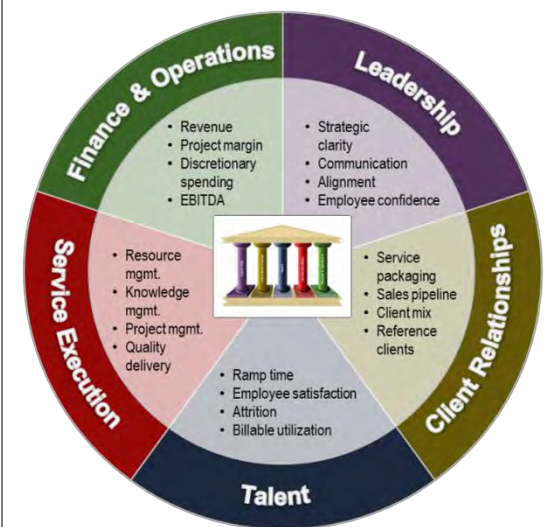 Finance & Operations
• Revenue
• Project margin
• Discretionary
spending
• EBITDA
Leadership
• Strategic
clarity
• Communication
• Alignment
• Employee confidence
Client Relationships
• Service
packaging
• Sales pipeline
• Client mix
• Reference
clients
Talent
• Ramp time
• Employee satisfaction
• Attrition
• Billable utilization
Service Execution
• Resource
mgmt.
• Knowledge
mgmt.
• Project mgmt.
• Quality
delivery